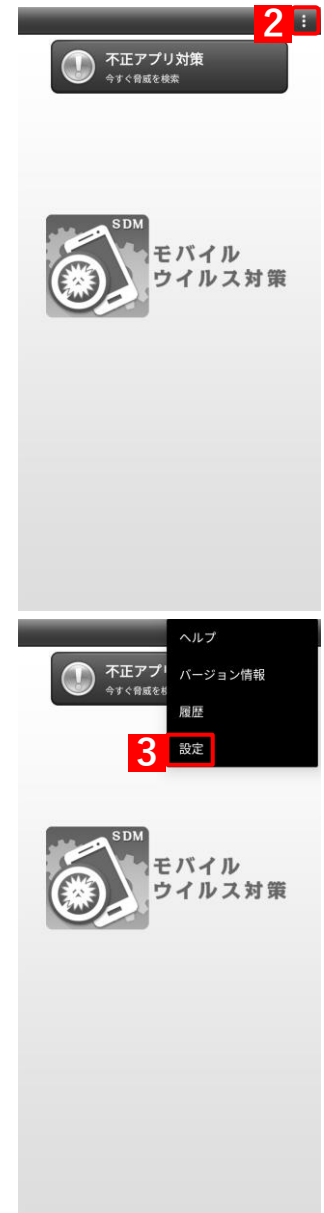 2
不正アプリ対策
今すぐ脅威を検索
SDM
モバイル
ウイルス対策
ヘルプ
バージョン情報
履歴
3 設定
不正アプ
今すぐ脅威を
SDM
モバイル
ウイルス対策